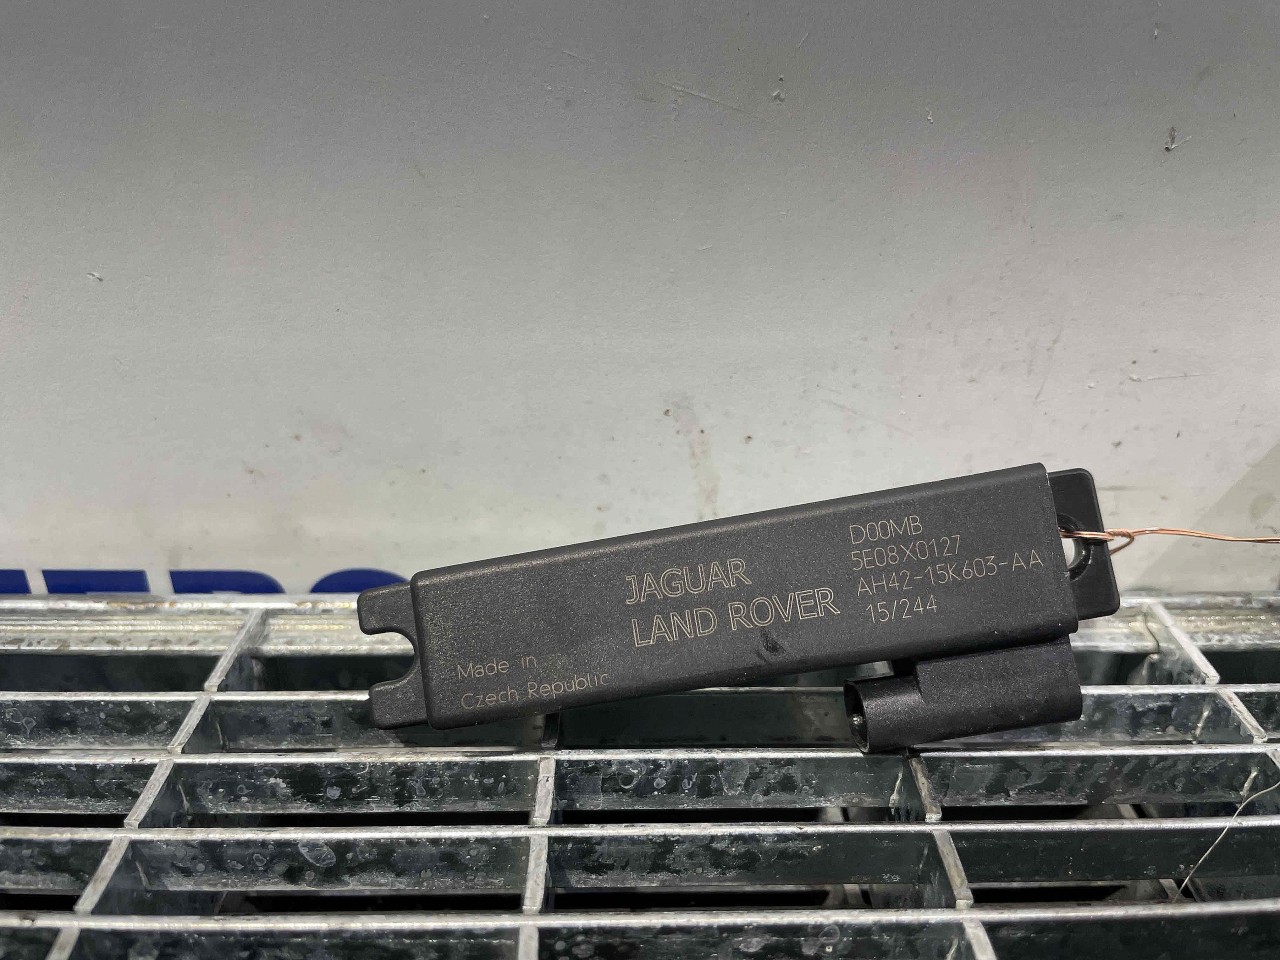 JAGUAR
LAND ROVER
D00MB
5E08X0127
AH42-15K603-AA
15/244
Made in
Czech Republic